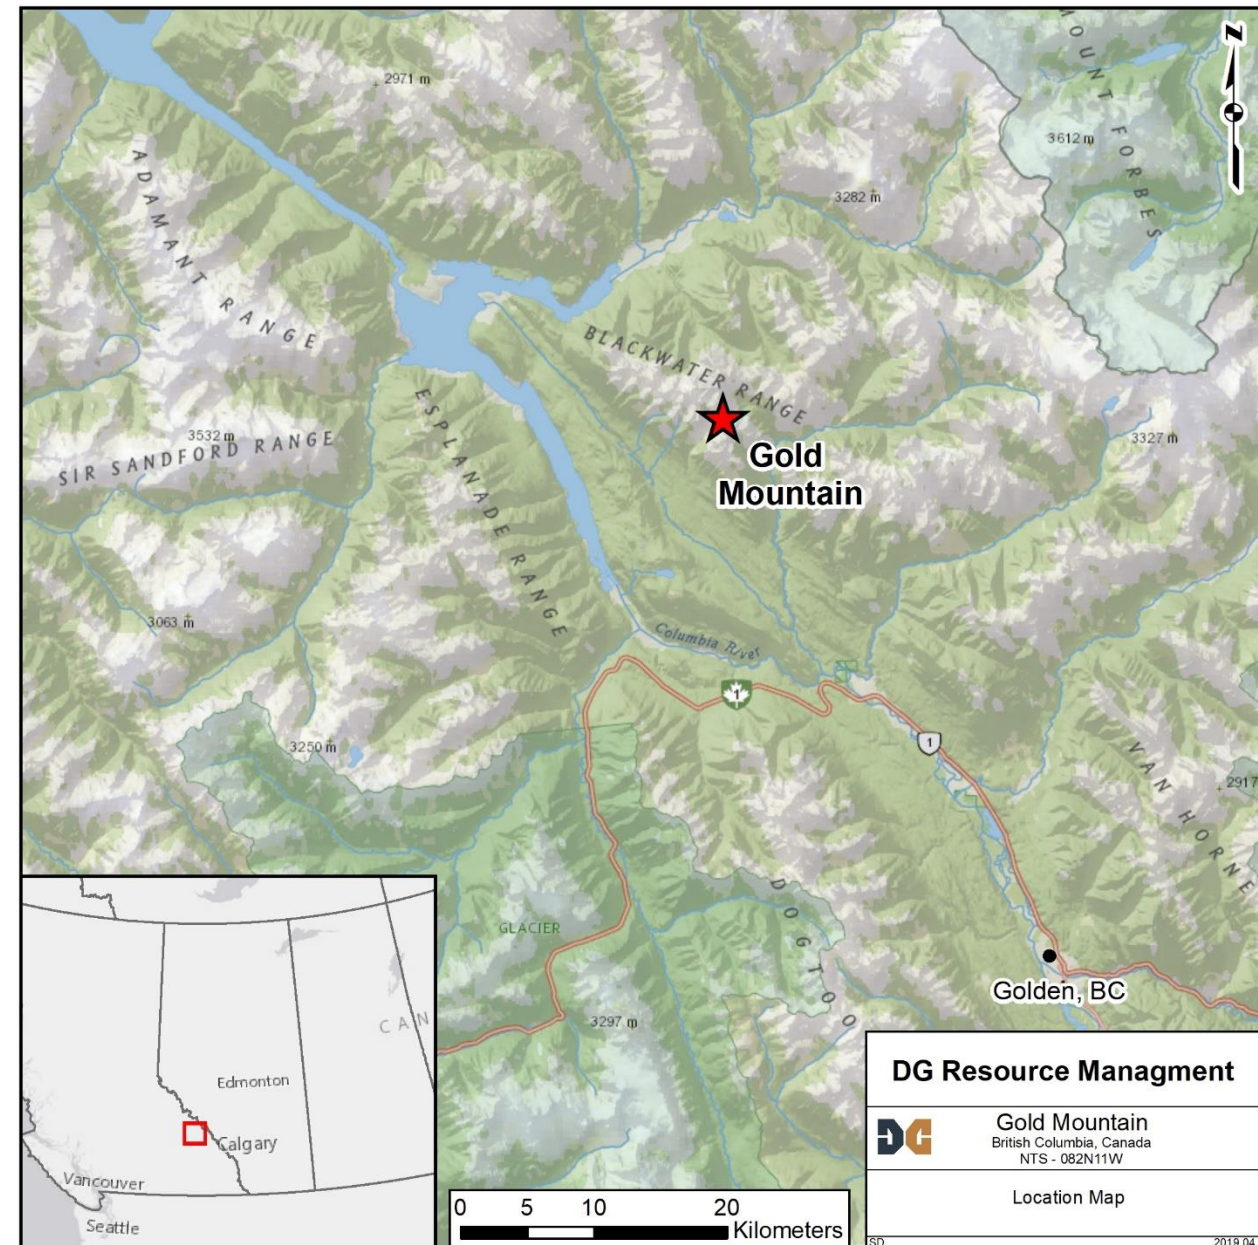 2971 m
MOUNT FORBES
N
3612 m
3282 m
ADAMANT RANGE
BLACKWATER RANGE
ESPLANADE RANGE
3532 m
SIR SANDFORD RANGE
3327 m
Gold
Mountain
3063 m
Columbia River
1
1
3250 m
VAN HORNE
2917
DOGTOO
GLACIER
3297 m
Golden, BC
CAN
Edmonton
Calgary
Vancouver
Seattle
0 5 10 20
Kilometers
DG Resource Managment
DG
Gold Mountain
British Columbia, Canada
NTS - 082N11W
Location Map
SD 2019.04